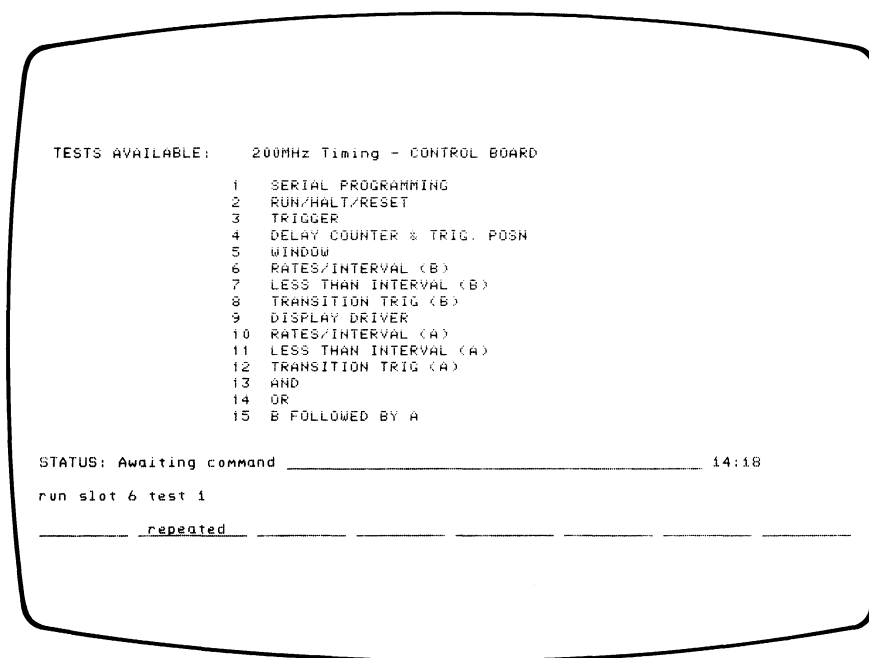 TESTS AVAILABLE: 200MHz Timing - CONTROL BOARD
1 SERIAL PROGRAMMING
2 RUN/HALT/RESET
3 TRIGGER
4 DELAY COUNTER & TRIG. POSN
5 WINDOW
6 RATES/INTERVAL (B)
7 LESS THAN INTERVAL (B)
8 TRANSITION TRIG (B)
9 DISPLAY DRIVER
10 RATES/INTERVAL (A)
11 LESS THAN INTERVAL (A)
12 TRANSITION TRIG (A)
13 AND
14 OR
15 B FOLLOWED BY A
STATUS: Awaiting command 14:18
run slot 6 test 1
repeated